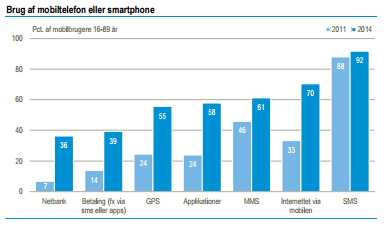 Brug af mobiltelefon eller smartphone
Pct. af mobilbrugere 16-89 år
2011 2014
100
80
60
40
20
0
7 36 14 39 24 55 24 58 46 61 33 70 88 92
Netbank Betaling (fx via GPS Applikationer MMS Internettet via SMS
sms eller apps) mobilen